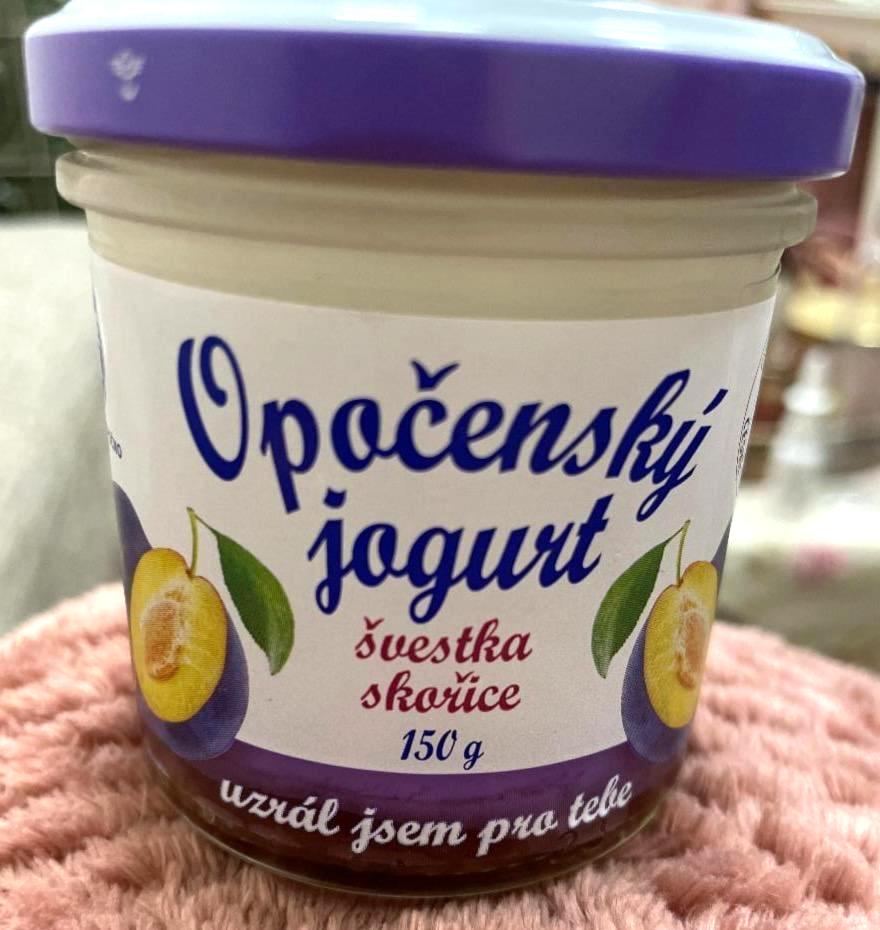 Opočenský
jogurt
švestka
skořice
150 g
uzrál jsem pro tebe